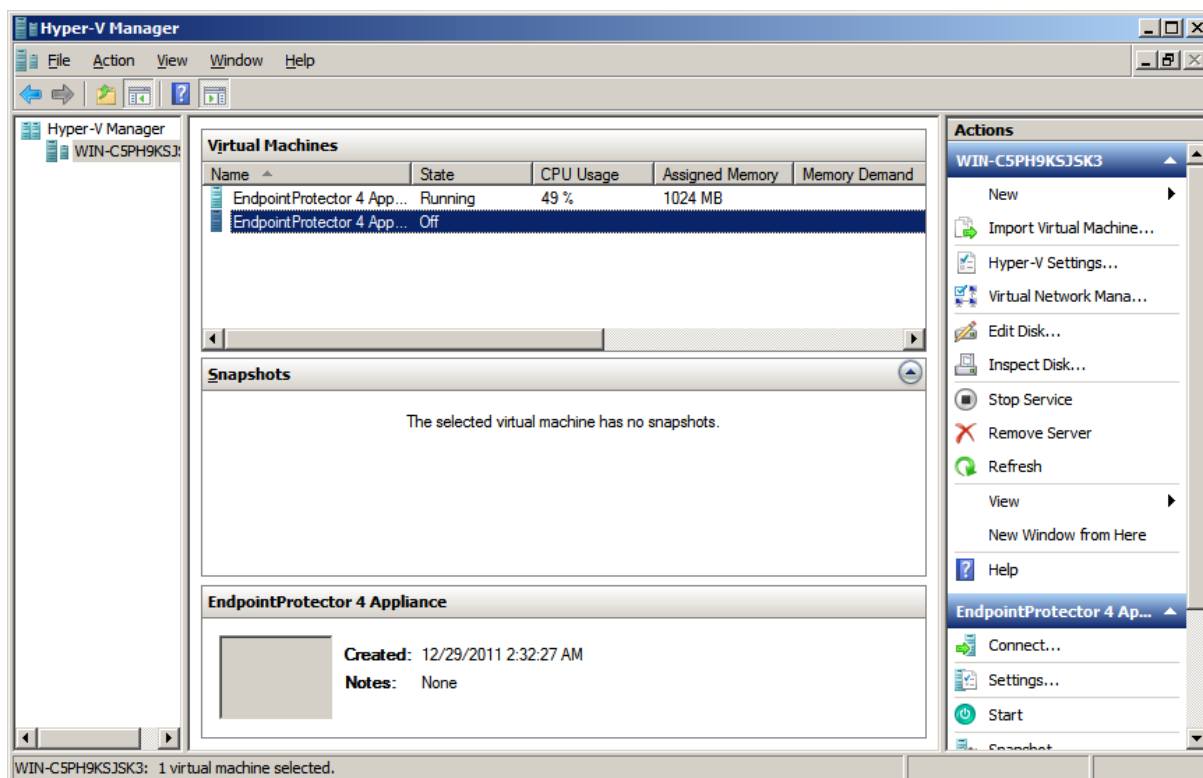 Hyper-V Manager
File Action View Window Help
Hyper-V Manager
WIN-C5PH9KSJ
Virtual Machines
Name State CPU Usage Assigned Memory Memory Demand
EndpointProtector 4 App... Running 49 % 1024 MB
EndpointProtector 4 App... Off
Snapshots
The selected virtual machine has no snapshots.
EndpointProtector 4 Appliance
Created: 12/29/2011 2:32:27 AM
Notes: None
Actions
WIN-C5PH9KSJSK3
New
Import Virtual Machine...
Hyper-V Settings...
Virtual Network Mana...
Edit Disk...
Inspect Disk...
Stop Service
Remove Server
Refresh
View
New Window from Here
Help
EndpointProtector 4 Ap...
Connect...
Settings...
Start
Snapshot
WIN-C5PH9KSJSK3: 1 virtual machine selected.